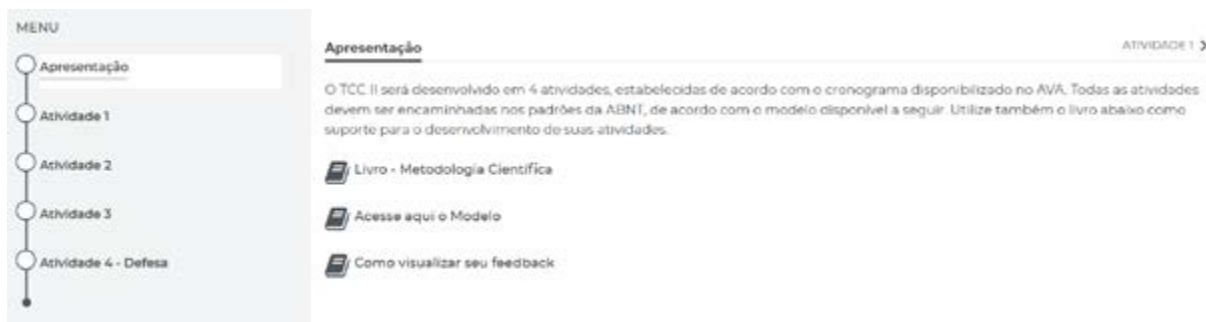 MENU
Apresentação
Atividade 1
Atividade 2
Atividade 3
Atividade 4 - Defesa
Apresentação
ATIVIDADE 1
O TCC II será desenvolvido em 4 atividades, estabelecidas de acordo com o cronograma disponibilizado no AVA. Todas as atividades
devem ser encaminhadas nos padrões da ABNT, de acordo com o modelo disponível a seguir. Utilize também o livro abaixo como
suporte para o desenvolvimento de suas atividades.
Livro - Metodologia Científica
Acesse aqui o Modelo
Como visualizar seu feedback